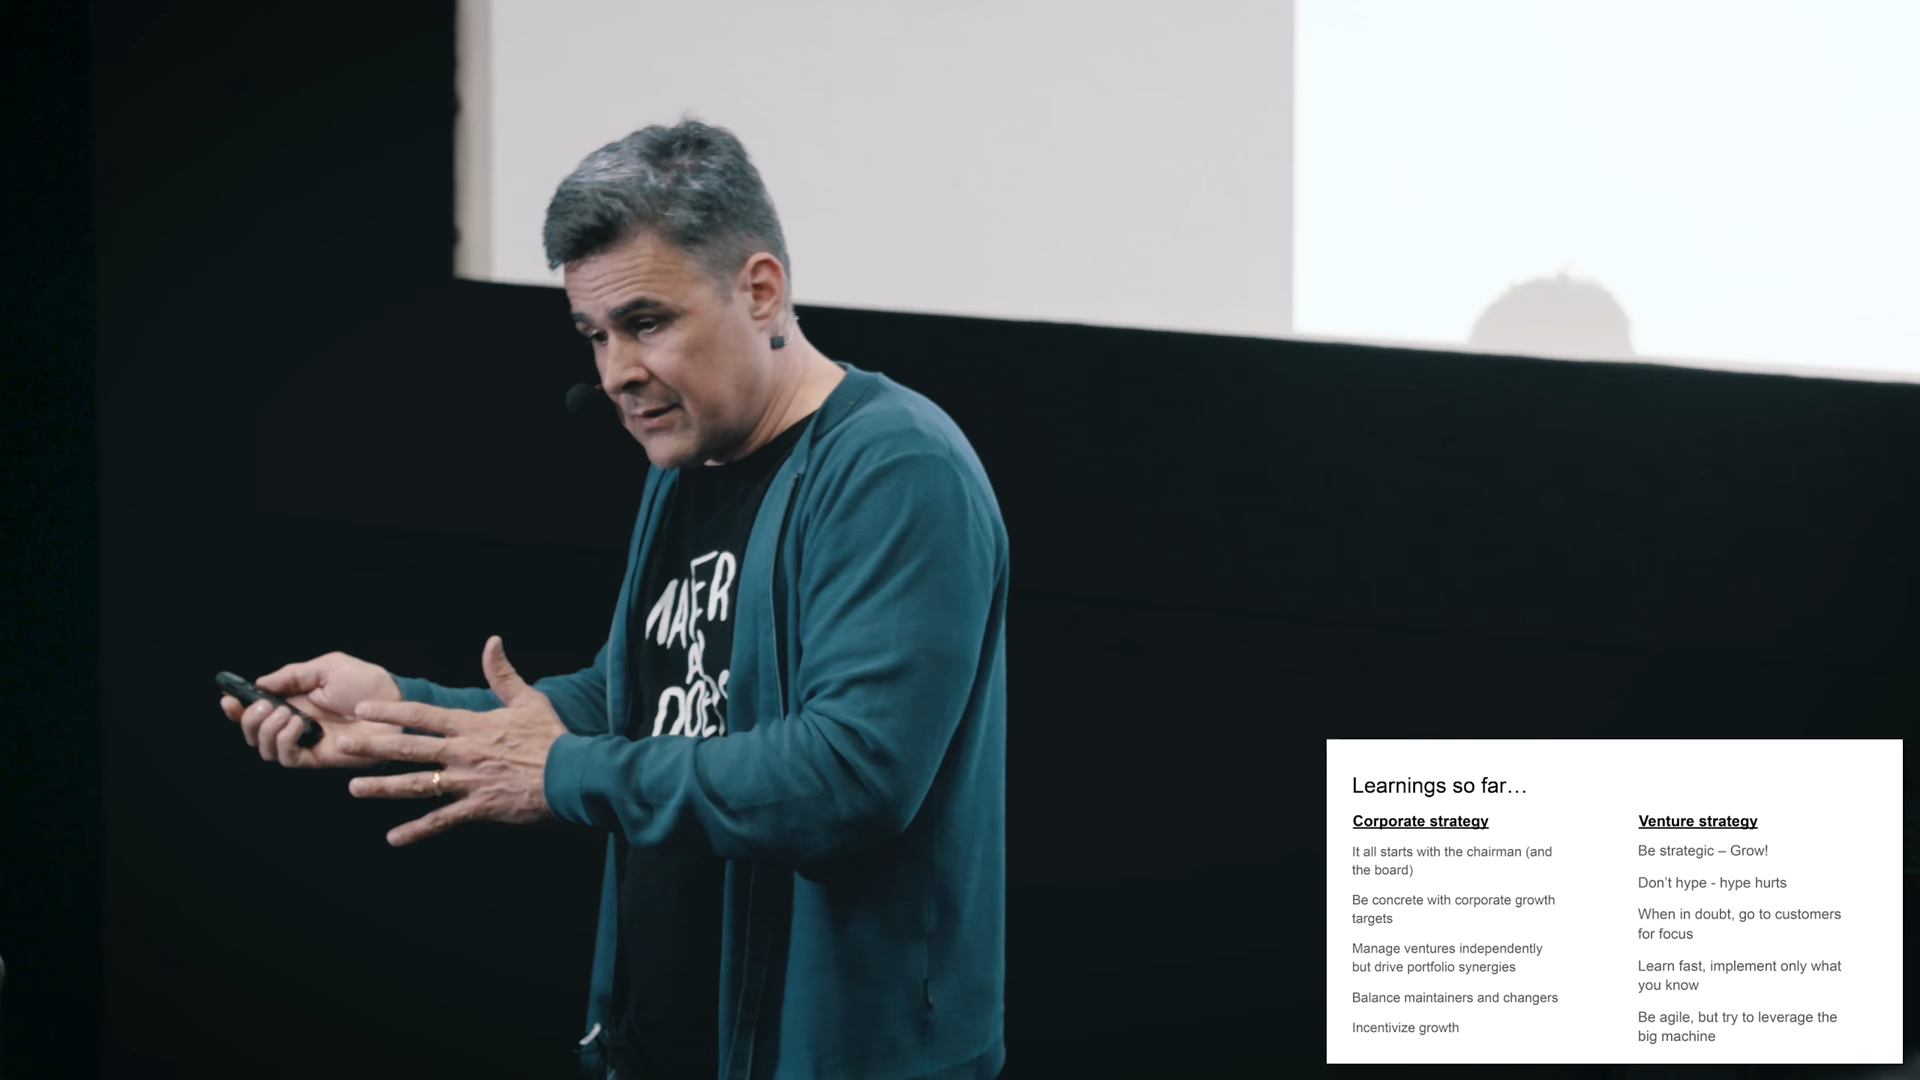 MAKER
DOES
Learnings so far…
Corporate strategy
It all starts with the chairman (and
the board)
Be concrete with corporate growth
targets
Manage ventures independently
but drive portfolio synergies
Balance maintainers and changers
Incentivize growth
Venture strategy
Be strategic – Grow!
Don’t hype - hype hurts
When in doubt, go to customers
for focus
Learn fast, implement only what
you know
Be agile, but try to leverage the
big machine